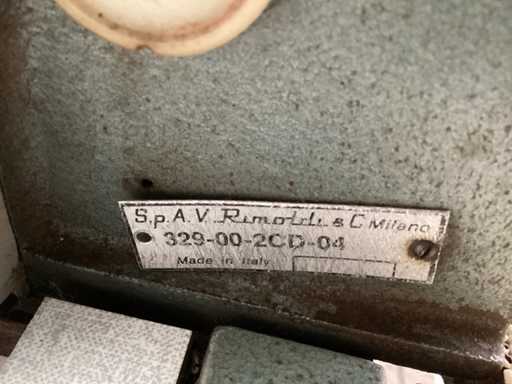 S.p.A. V. Rimoldi & C Milano
329-00-2CD-04
Made in Italy